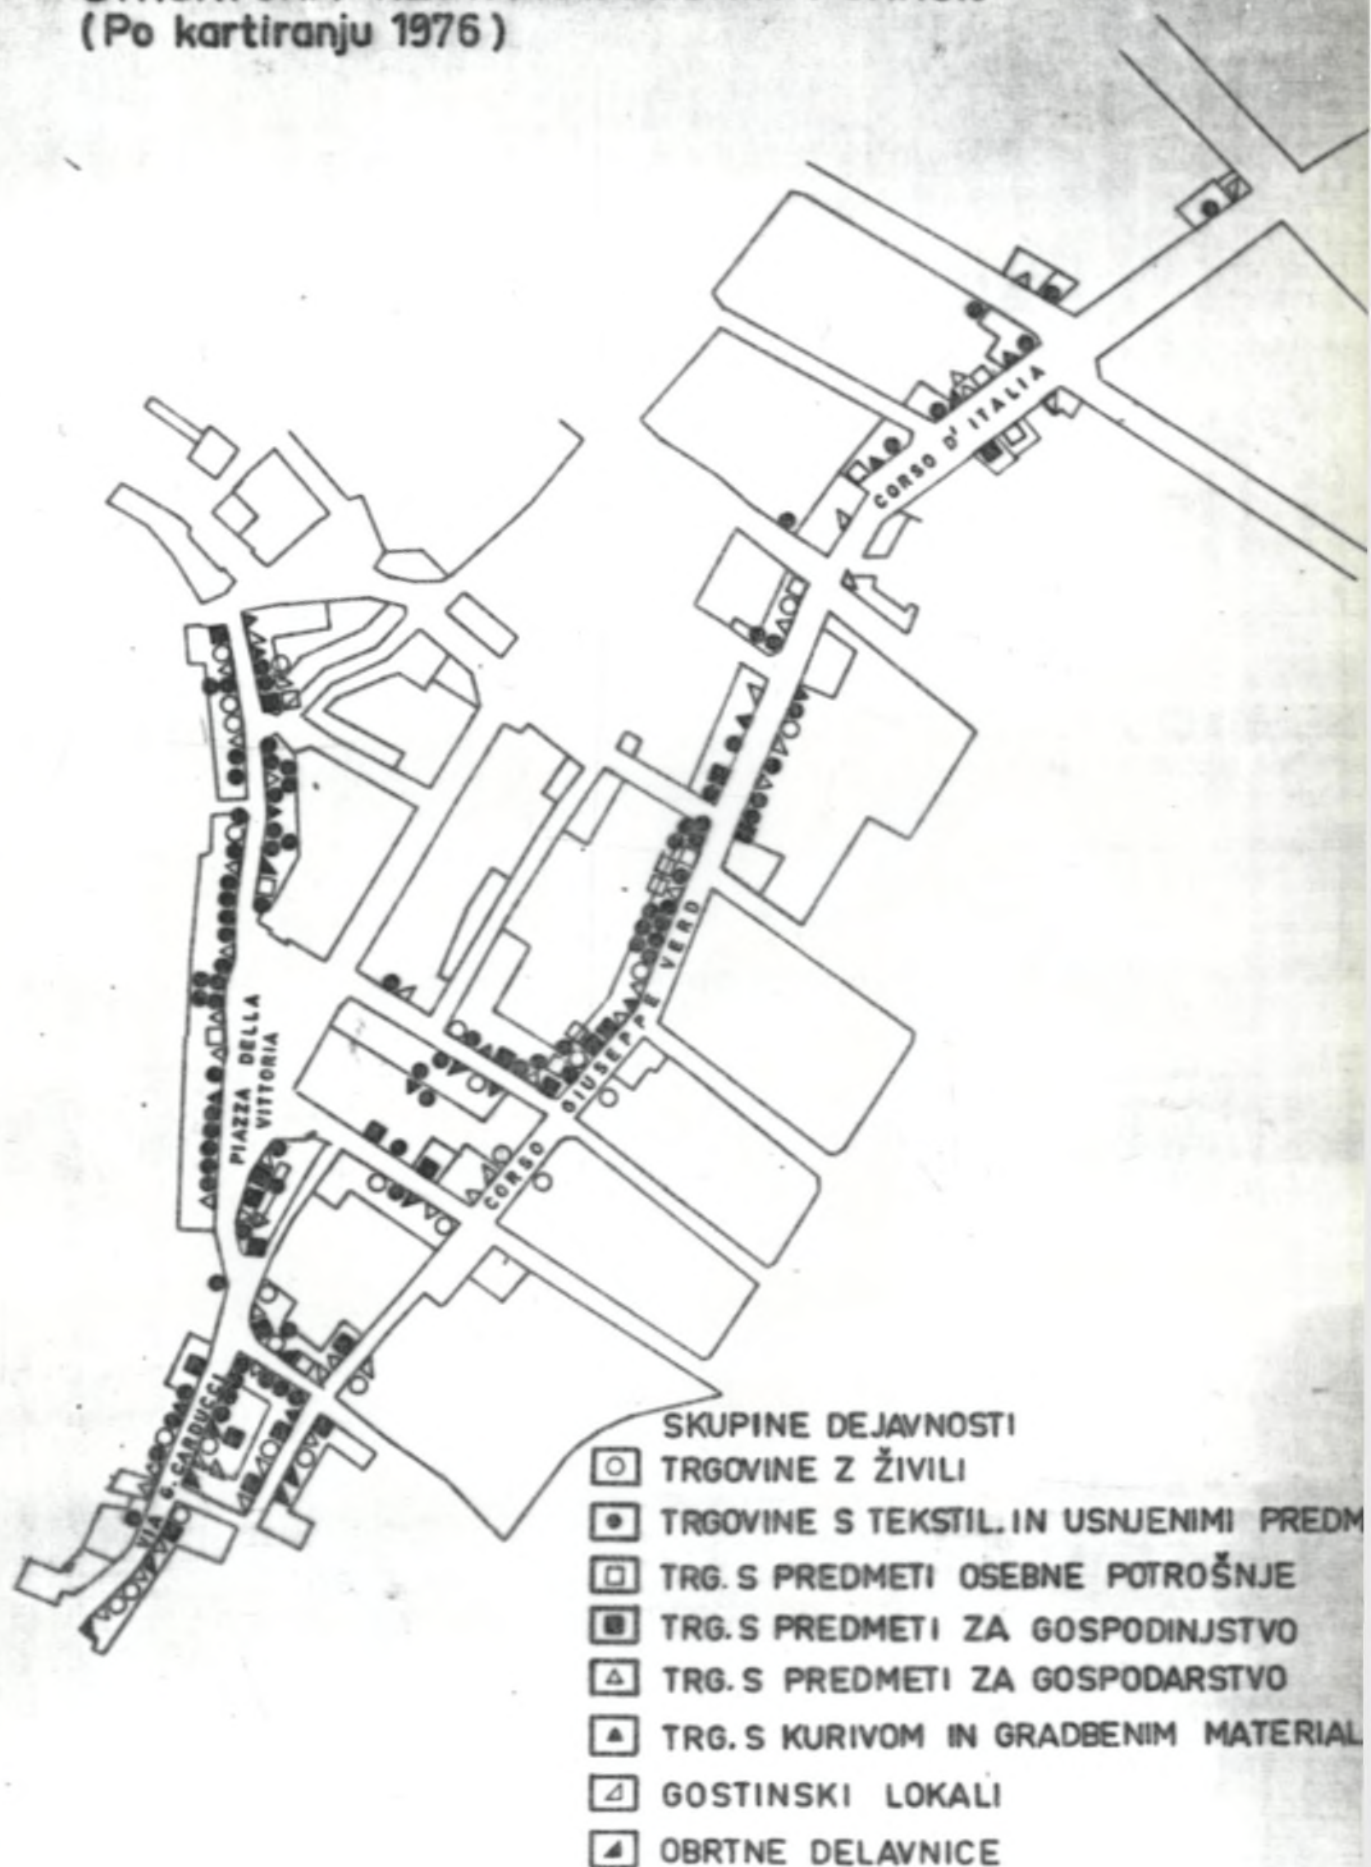 (Po kartiranju 1976)
CORSO D' ITALIA
PIAZZA DELLA
VITTORIA
CORSO GIUSEPPE VERD
VIA G. CARDUCCI
SKUPINE DEJAVNOSTI
TRGOVINE Z ŽIVILI
TRGOVINE S TEKSTIL. IN USNJENIMI PREDM
TRG. S PREDMETI OSEBNE POTROŠNJE
TRG. S PREDMETI ZA GOSPODINJSTVO
TRG. S PREDMETI ZA GOSPODARSTVO
TRG. S KURIVOM IN GRADBENIM MATERIAL
GOSTINSKI LOKALI
OBRTNE DELAVNICE